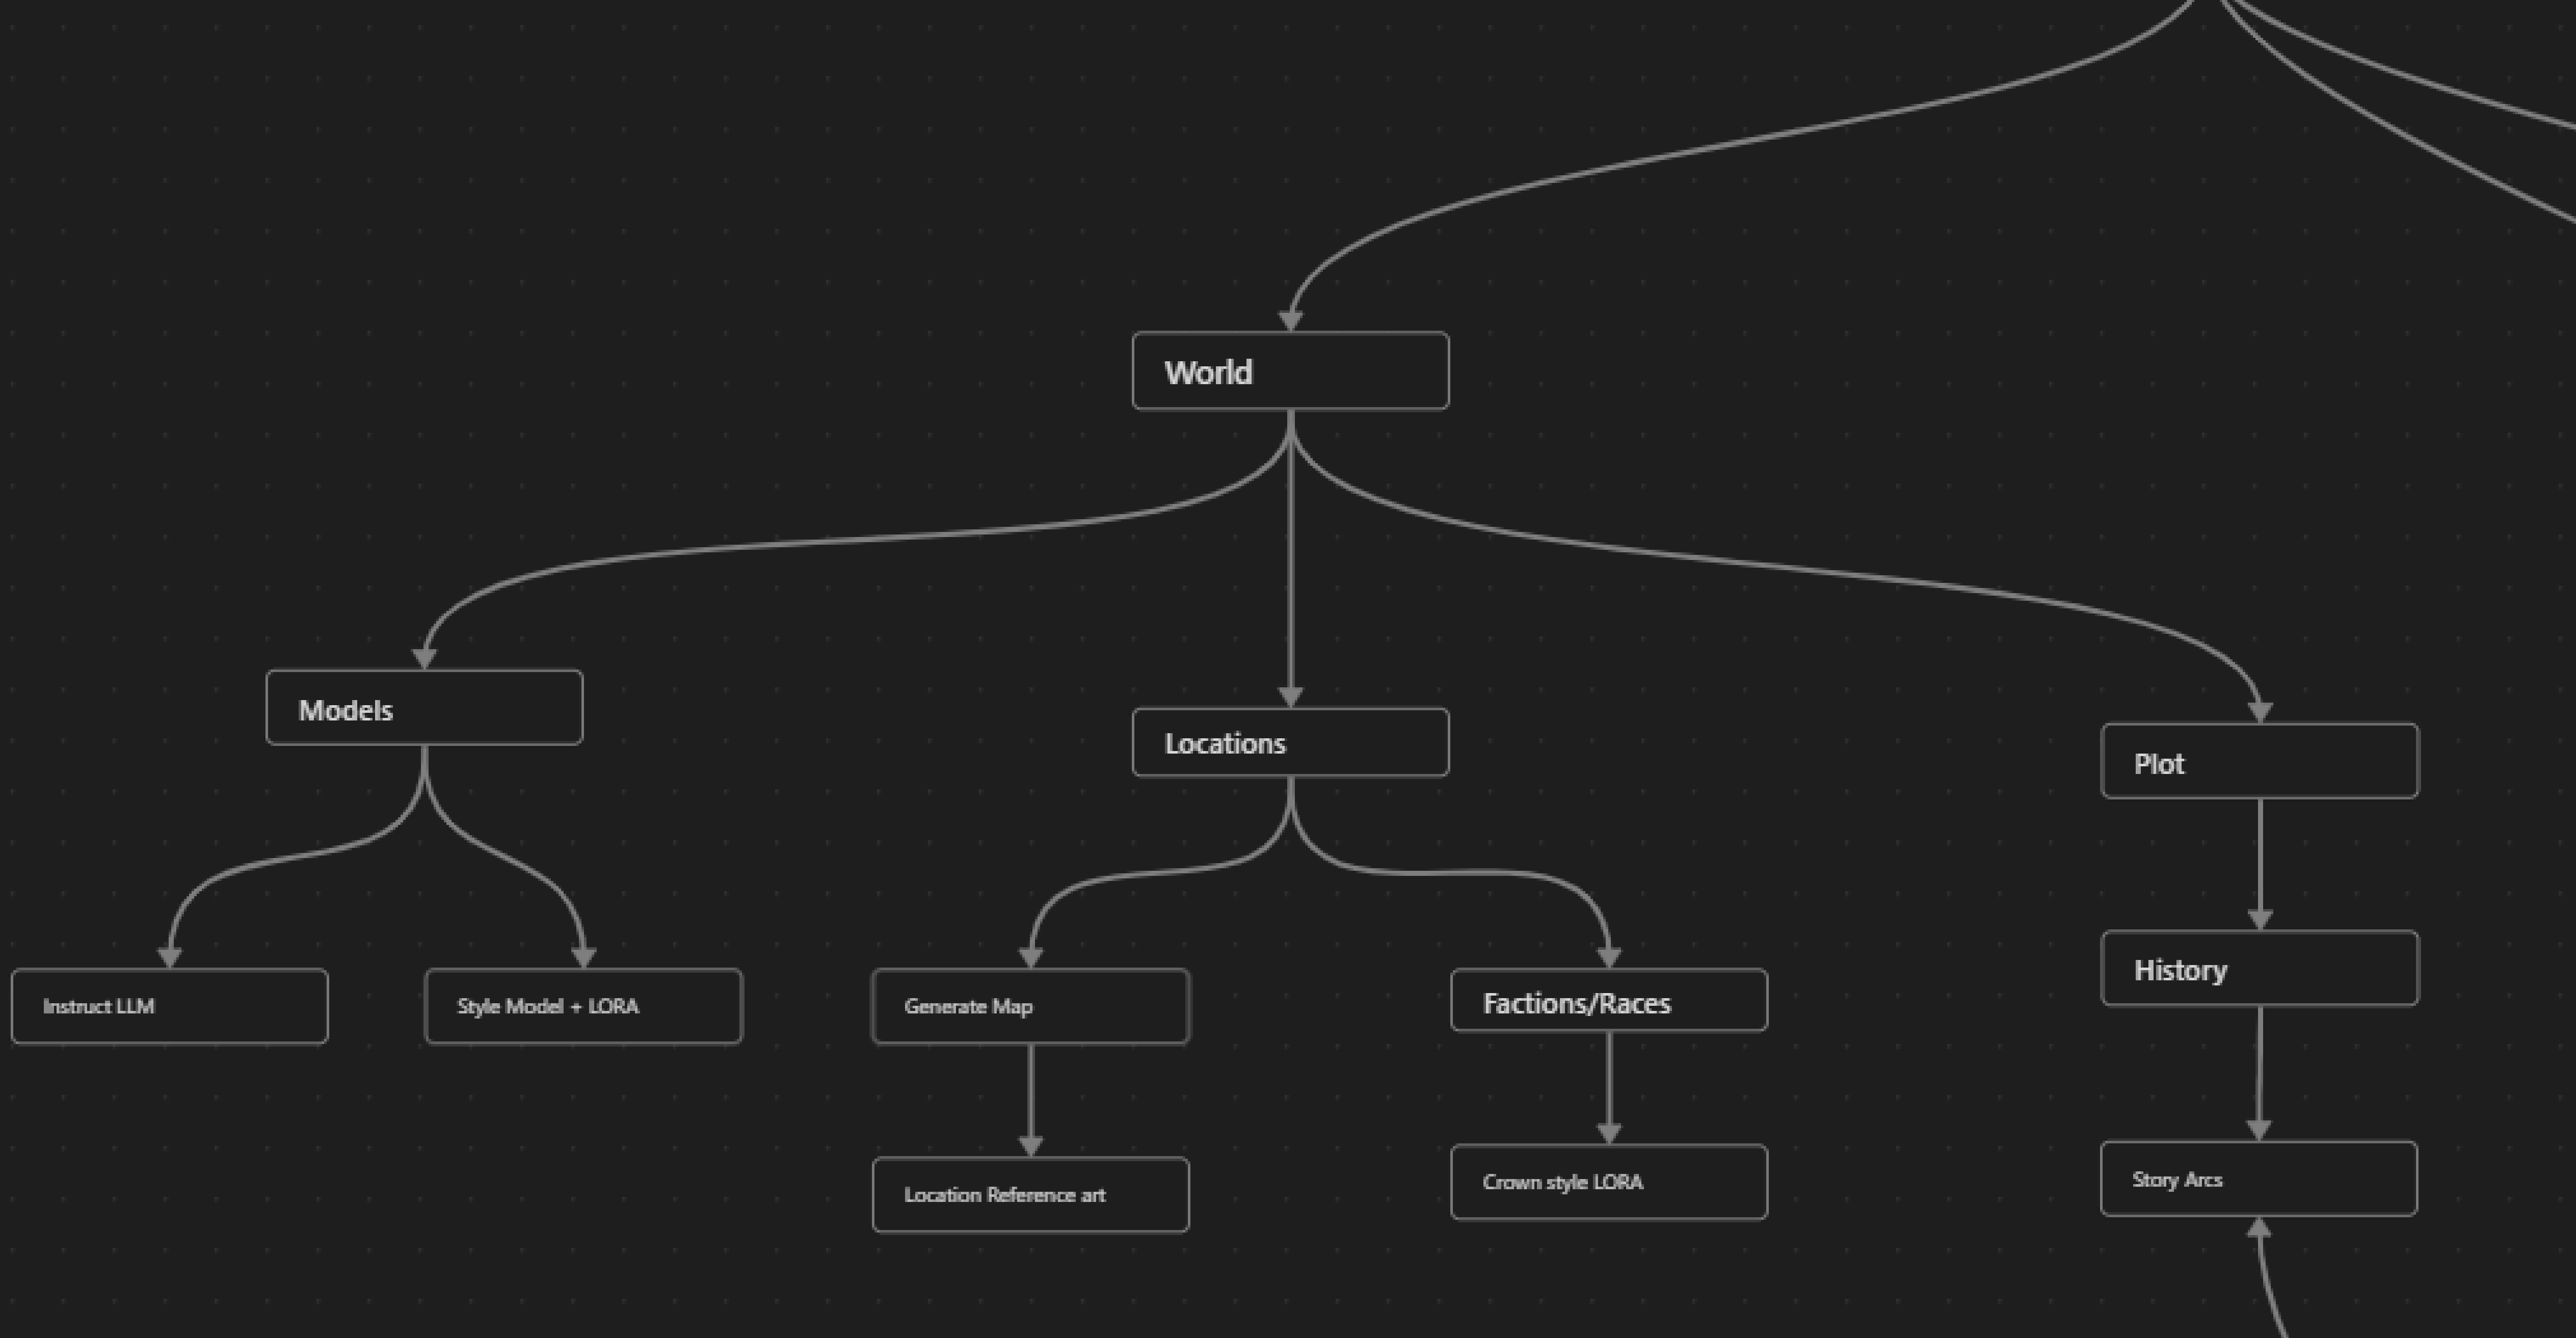 World
Models
Locations
Plot
Instruct LLM
Style Model + LORA
Generate Map
Factions/Races
History
Location Reference art
Crown style LORA
Story Arcs